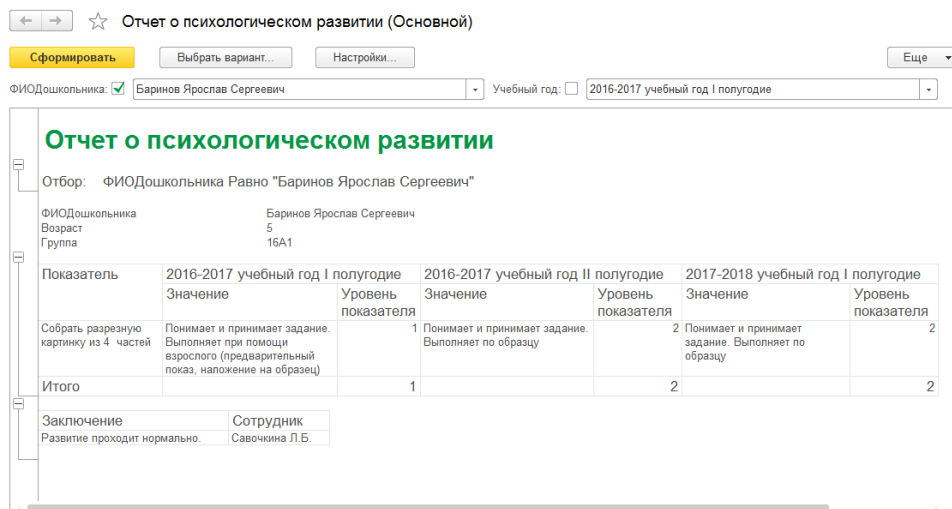 Отчет о психологическом развитии (Основной)
Сформировать Выбрать вариант... Настройки... Еще
ФИОДошкольника: Баринов Ярослав Сергеевич Учебный год: 2016-2017 учебный год I полугодие
Отчет о психологическом развитии
Отбор: ФИОДошкольника Равно "Баринов Ярослав Сергеевич"
ФИОДошкольника Баринов Ярослав Сергеевич
Возраст 5
Группа 16А1
Показатель 2016-2017 учебный год I полугодие 2016-2017 учебный год II полугодие 2017-2018 учебный год I полугодие
Значение Уровень показателя Значение Уровень показателя Значение Уровень показателя
Собрать разрезную картинку из 4 частей
Понимает и принимает задание.
Выполняет при помощи
взрослого (предварительный
показ, наложение на образец)
1
Понимает и принимает задание.
Выполняет по образцу
2
Понимает и принимает
задание. Выполняет по
образцу
2
Итого 1 2 2
Заключение Сотрудник
Развитие проходит нормально. Савочкина Л.Б.